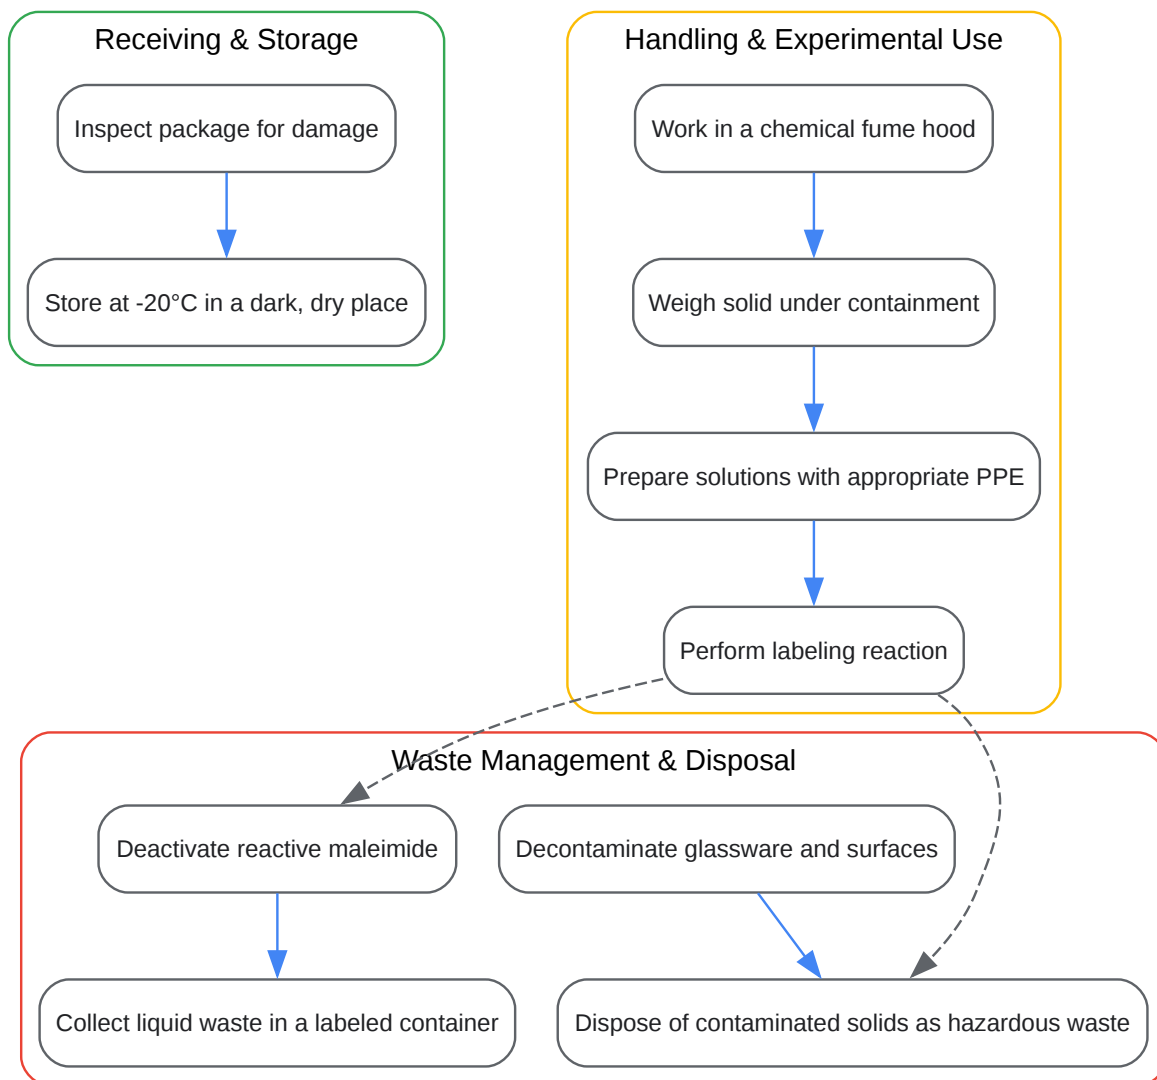 Receiving & Storage
Inspect package for damage
Store at -20°C in a dark, dry place
Handling & Experimental Use
Work in a chemical fume hood
Weigh solid under containment
Prepare solutions with appropriate PPE
Perform labeling reaction
Waste Management & Disposal
Deactivate reactive maleimide
Decontaminate glassware and surfaces
Collect liquid waste in a labeled container
Dispose of contaminated solids as hazardous waste